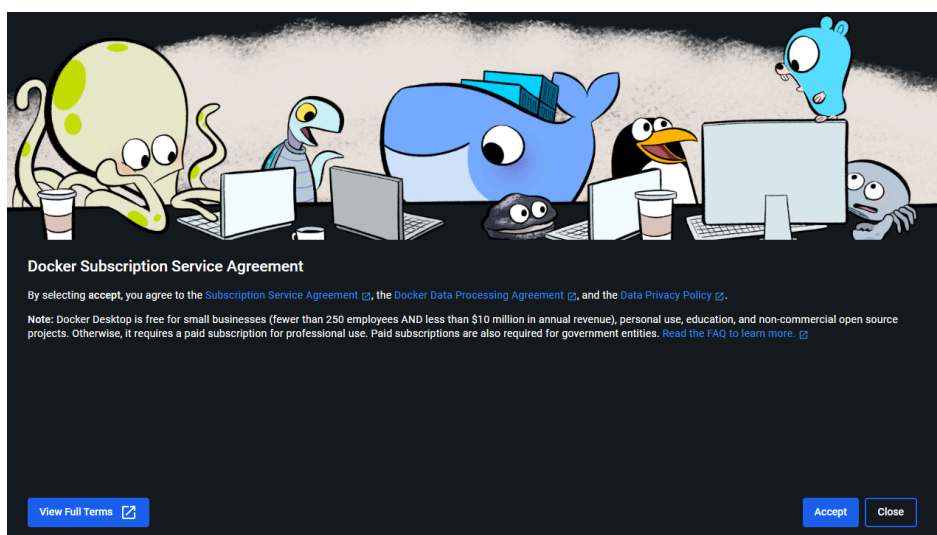 Docker Subscription Service Agreement
By selecting accept, you agree to the Subscription Service Agreement, the Docker Data Processing Agreement, and the Data Privacy Policy.
Note: Docker Desktop is free for small businesses (fewer than 250 employees AND less than $10 million in annual revenue), personal use, education, and non-commercial open source
projects. Otherwise, it requires a paid subscription for professional use. Paid subscriptions are also required for government entities. Read the FAQ to learn more.
View Full Terms
Accept
Close